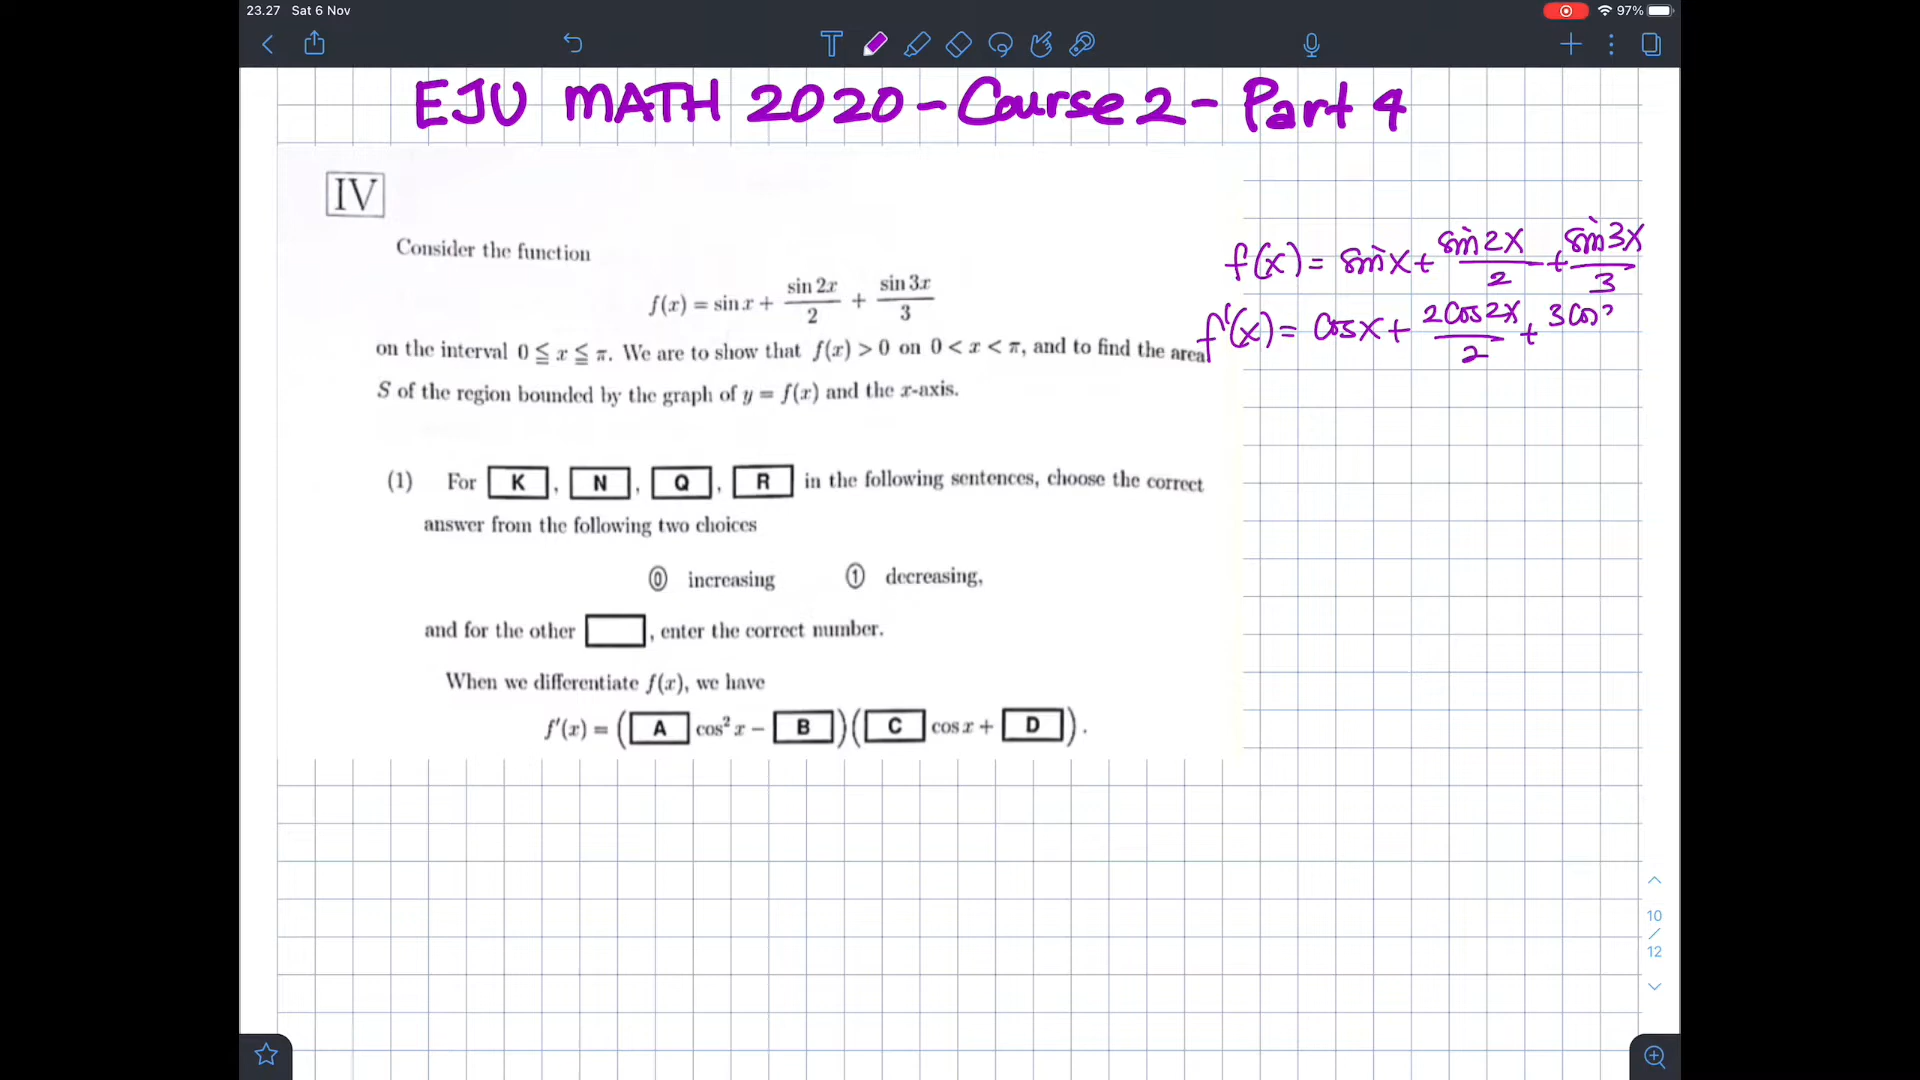 23.27 Sat 6 Nov
97%
EJU MATH 2020 - Course 2 - Part 4
IV
Consider the function
f(x) = sin x + sin 2x / 2 + sin 3x / 3
on the interval 0 ≦ x ≦ π. We are to show that f(x) > 0 on 0 < x < π, and to find the area
S of the region bounded by the graph of y = f(x) and the x-axis.
f(x) = sin x + sin 2x / 2 + sin 3x / 3
f'(x) = cos x + 2 cos 2x / 2 + 3 cos
(1) For K , N , Q , R in the following sentences, choose the correct
answer from the following two choices
⓪ increasing ① decreasing,
and for the other , enter the correct number.
When we differentiate f(x), we have
f'(x) = ( A cos² x − B )( C cos x + D ).
10
/
12